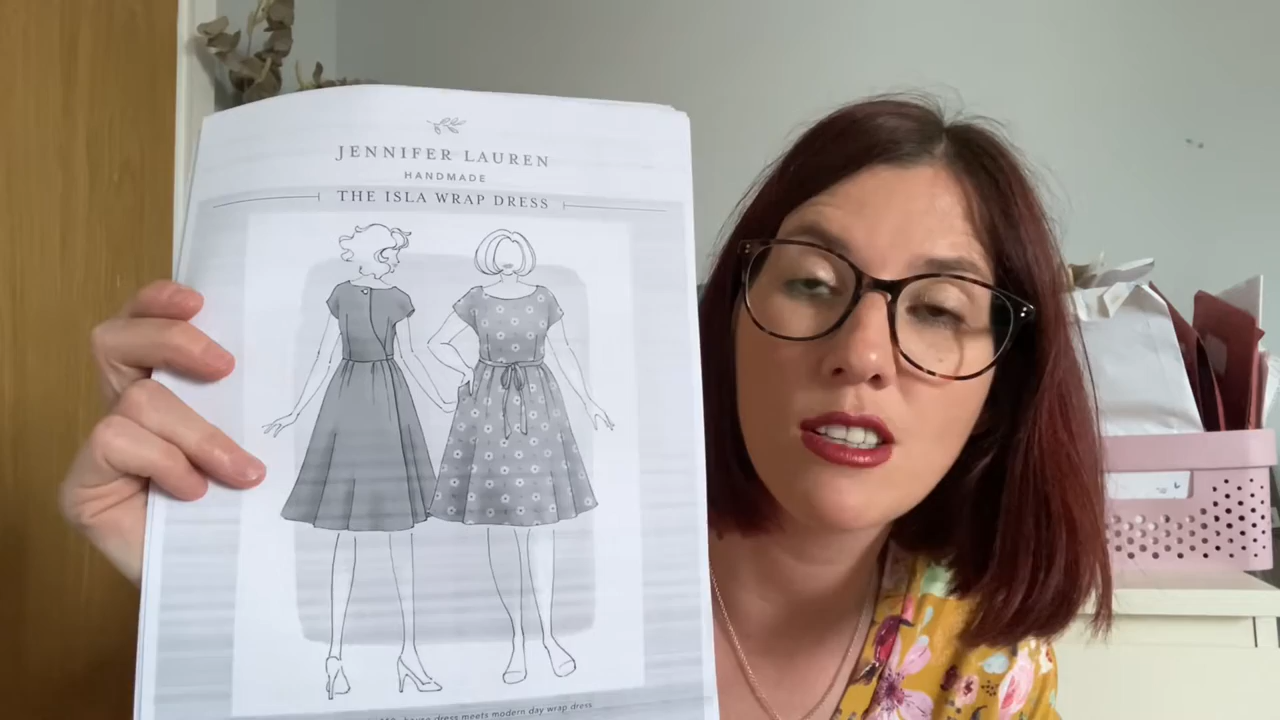 JENNIFER LAUREN
HANDMADE
THE ISLA WRAP DRESS
house dress meets modern day wrap dress